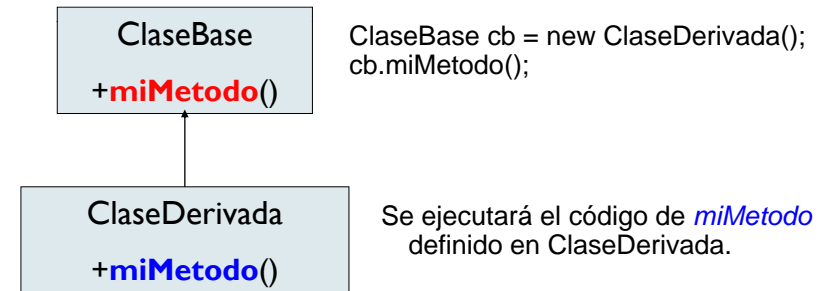 ClaseBase
+miMetodo()
ClaseBase cb = new ClaseDerivada();
cb.miMetodo();
ClaseDerivada
+miMetodo()
Se ejecutará el código de miMetodo
definido en ClaseDerivada.